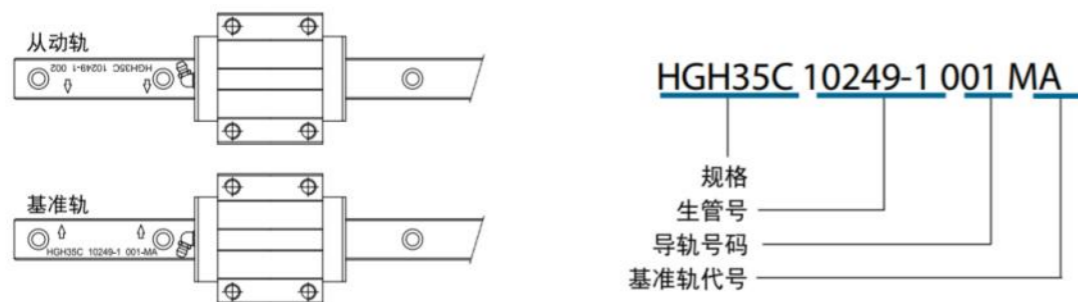 从动轨
HGH35C 10249-1 002
基准轨
HGH35C 10249-1 001-MA
HGH35C 10249-1 001 MA
规格
生管号
导轨号码
基准轨代号